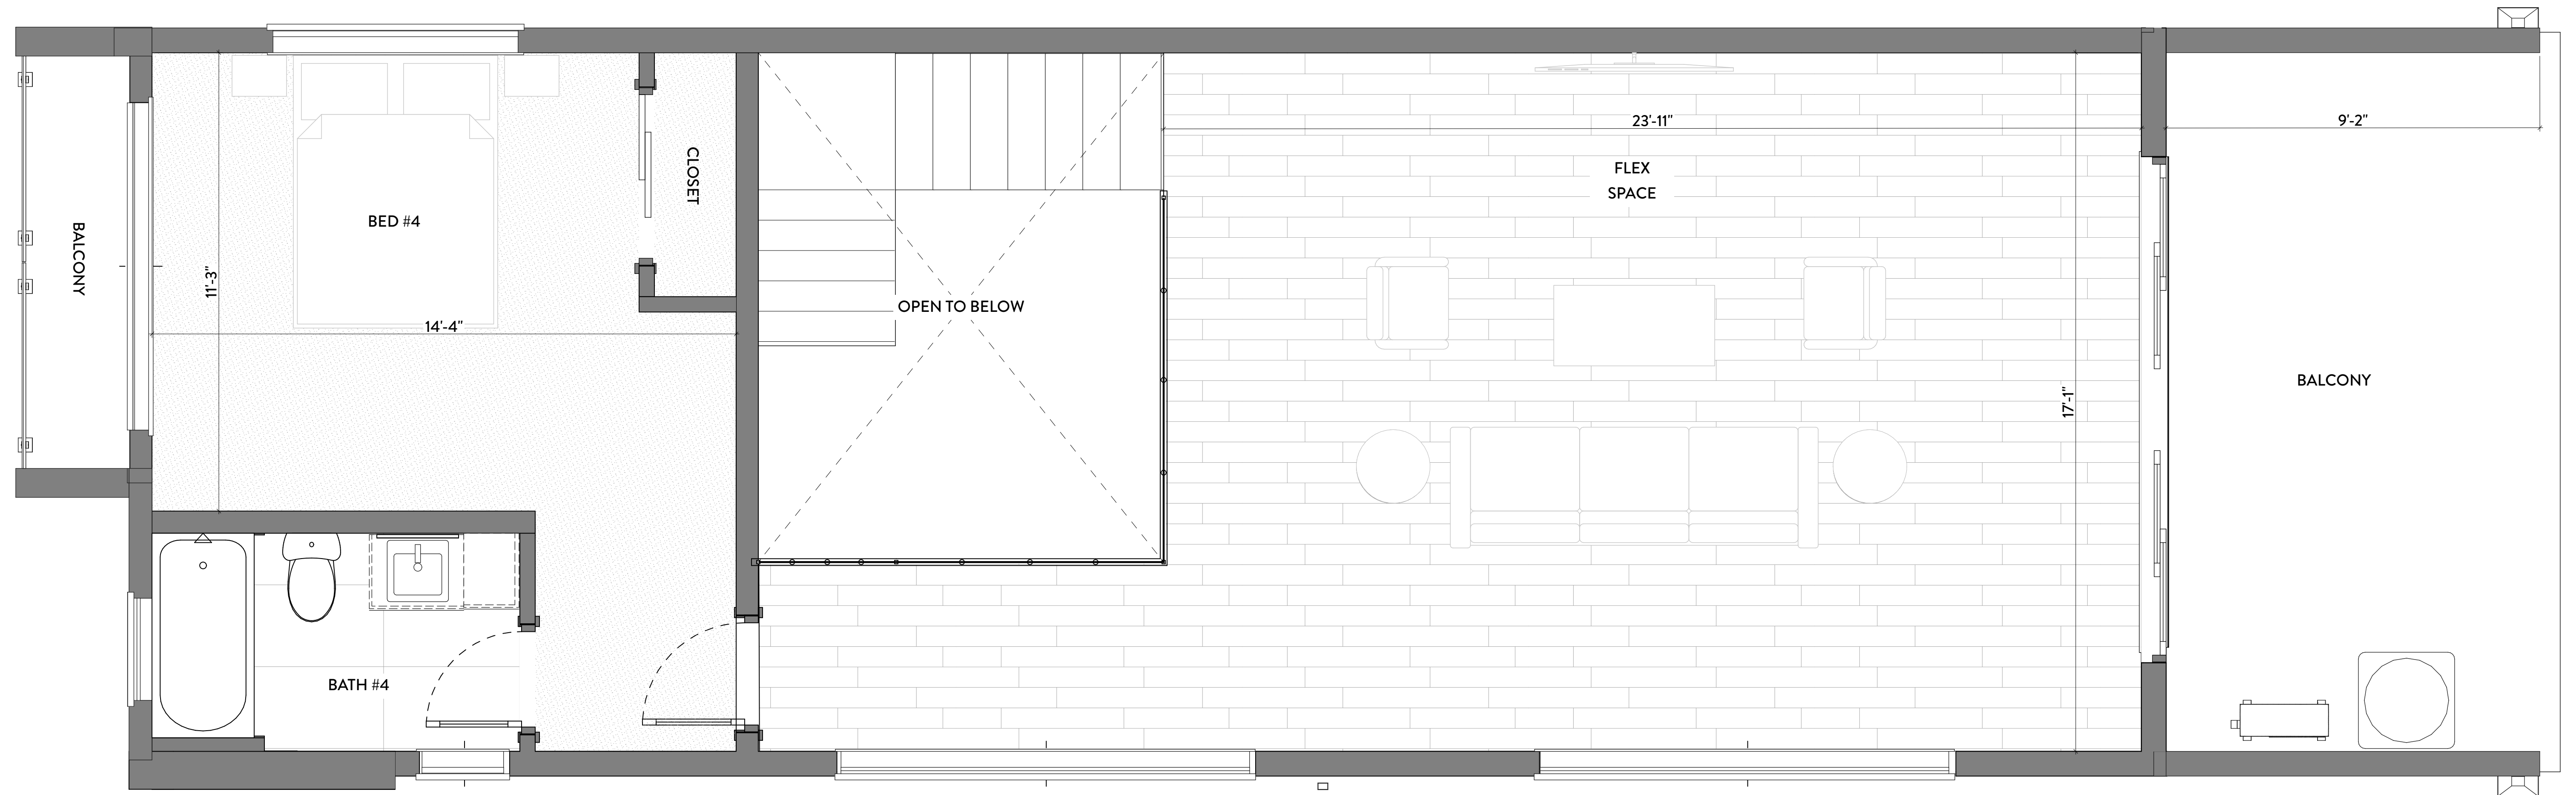 BALCONY
BED #4
11'-3"
14'-4"
CLOSET
OPEN TO BELOW
23'-11"
FLEX
SPACE
17'-1"
9'-2"
BALCONY
BATH #4